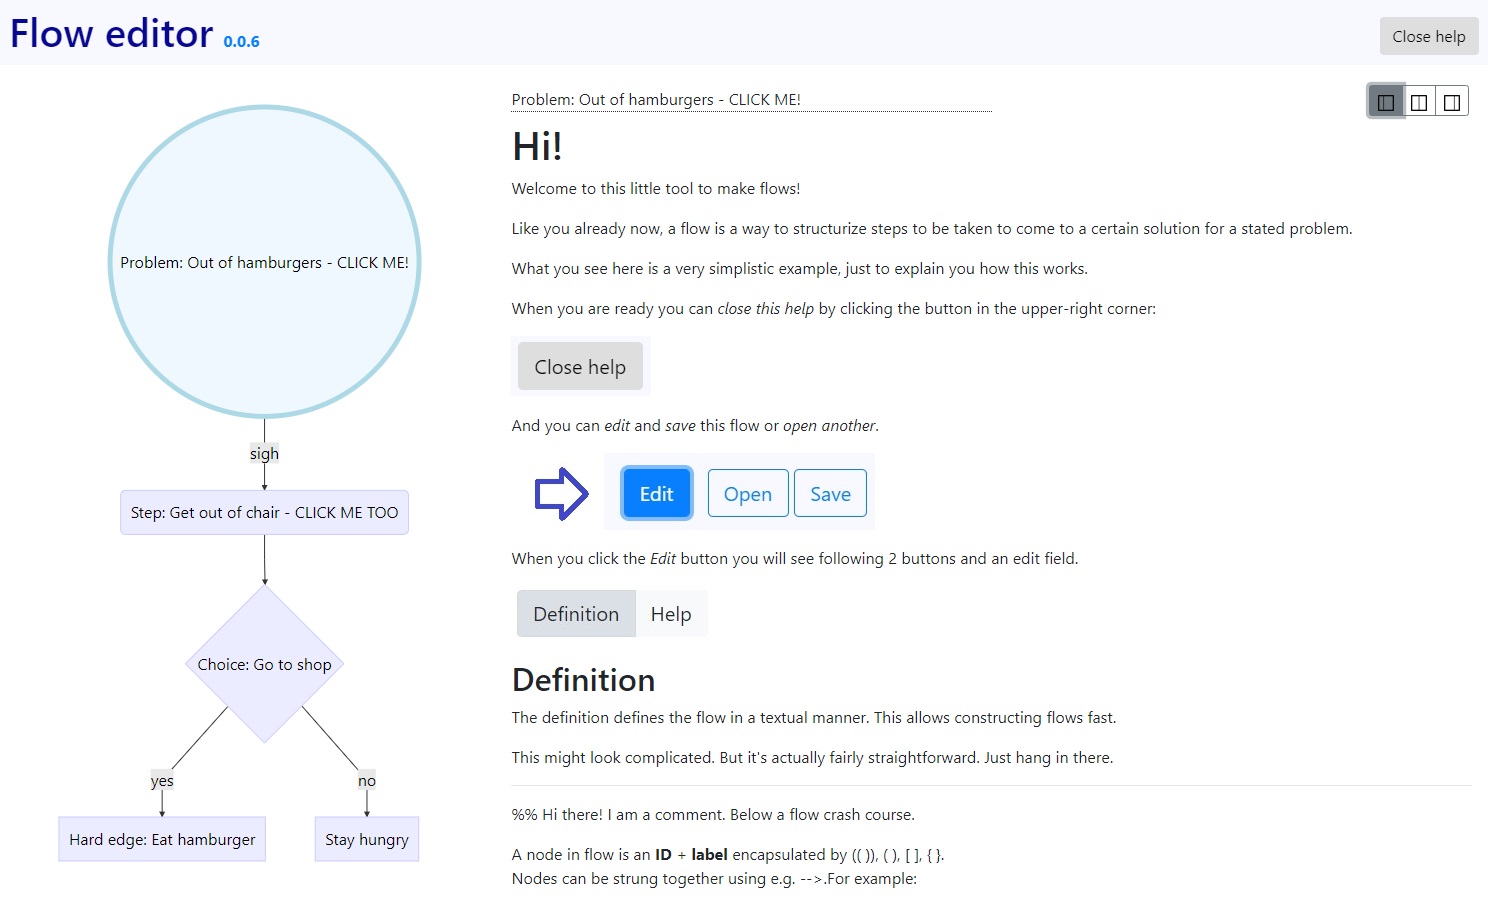 Flow editor 0.0.6
Close help
Problem: Out of hamburgers - CLICK ME!
sigh
Step: Get out of chair - CLICK ME TOO
Choice: Go to shop
yes
no
Hard edge: Eat hamburger
Stay hungry
Problem: Out of hamburgers - CLICK ME!
Hi!
Welcome to this little tool to make flows!
Like you already now, a flow is a way to structurize steps to be taken to come to a certain solution for a stated problem.
What you see here is a very simplistic example, just to explain you how this works.
When you are ready you can close this help by clicking the button in the upper-right corner:
Close help
And you can edit and save this flow or open another.
Edit Open Save
When you click the Edit button you will see following 2 buttons and an edit field.
Definition Help
Definition
The definition defines the flow in a textual manner. This allows constructing flows fast.
This might look complicated. But it's actually fairly straightforward. Just hang in there.
%% Hi there! I am a comment. Below a flow crash course.
A node in flow is an ID + label encapsulated by (( )), ( ), [ ], { }.
Nodes can be strung together using e.g. -->.For example: